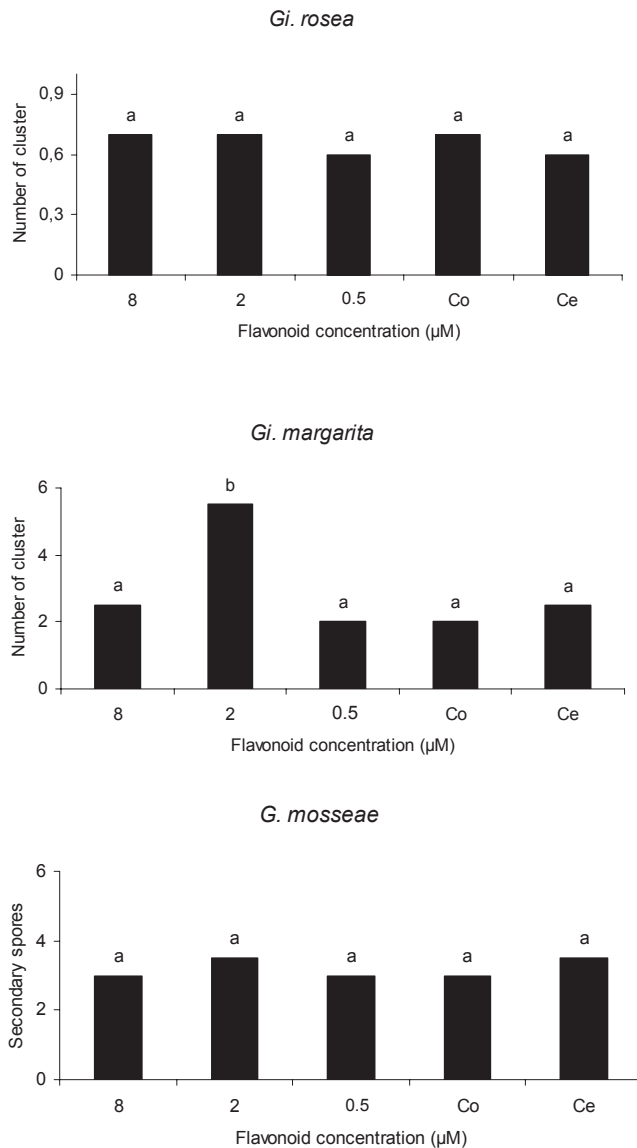 Gi. rosea
Number of cluster
0,9
0,6
0,3
0
a a a a a
8 2 0.5 Co Ce
Flavonoid concentration (µM)
Gi. margarita
Number of cluster
6
4
2
0
a b a a a
8 2 0.5 Co Ce
Flavonoid concentration (µM)
G. mosseae
Secondary spores
6
4
2
0
a a a a a
8 2 0.5 Co Ce
Flavonoid concentration (µM)